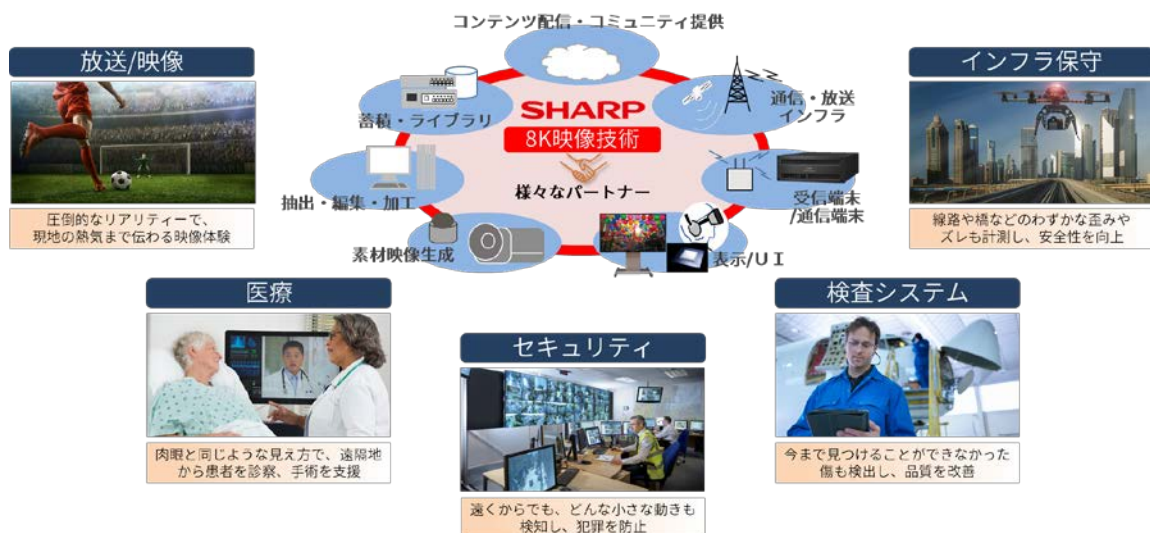 コンテンツ配信・コミュニティ提供
放送/映像
インフラ保守
蓄積・ライブラリ
SHARP
8K映像技術
通信・放送
インフラ
抽出・編集・加工
様々なパートナー
受信端末
/通信端末
素材映像生成
表示/UI
圧倒的なリアリティーで、
現地の熱気まで伝わる映像体験
線路や橋などのわずかな歪みや
ズレも計測し、安全性を向上
医療
セキュリティ
検査システム
肉眼と同じような見え方で、遠隔地
から患者を診察、手術を支援
遠くからでも、どんな小さな動きも
検知し、犯罪を防止
今まで見つけることができなかった
傷も検出し、品質を改善